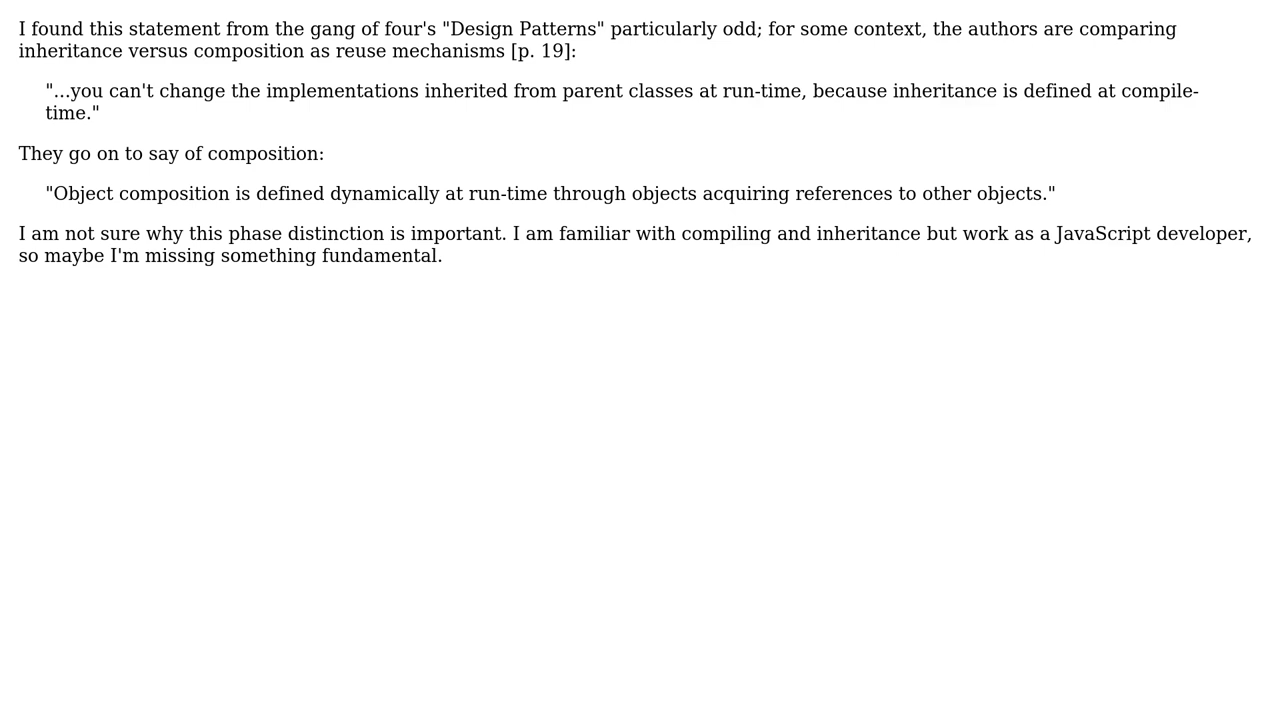 I found this statement from the gang of four's "Design Patterns" particularly odd; for some context, the authors are comparing
inheritance versus composition as reuse mechanisms [p. 19]:
"...you can't change the implementations inherited from parent classes at run-time, because inheritance is defined at compile-
time."
They go on to say of composition:
"Object composition is defined dynamically at run-time through objects acquiring references to other objects."
I am not sure why this phase distinction is important. I am familiar with compiling and inheritance but work as a JavaScript developer,
so maybe I'm missing something fundamental.